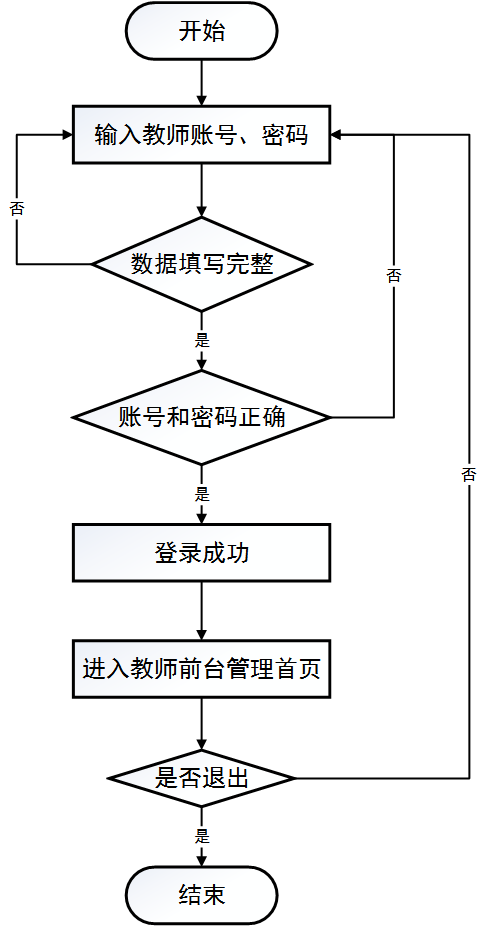 开始
输入教师账号、密码
否
数据填写完整
否
是
账号和密码正确
否
是
登录成功
进入教师前台管理首页
是否退出
是
结束